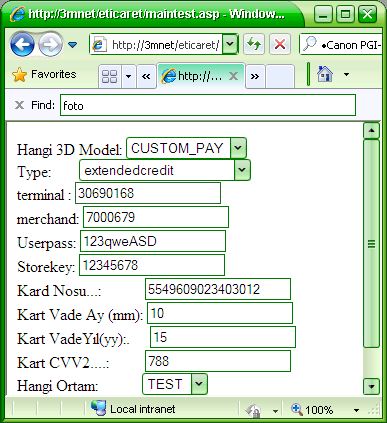 http://3mnet/eticaret/maintest.asp - Window...
http://3mnet/eticaret/
•Canon PGI-
Favorites
http://...
Find: foto
Hangi 3D Model: CUSTOM_PAY
Type: extendedcredit
terminal : 30690168
merchand: 7000679
Userpass: 123qweASD
Storekey: 12345678
Kard Nosu...: 5549609023403012
Kart Vade Ay (mm): 10
Kart VadeYıl(yy):. 15
Kart CVV2....: 788
Hangi Ortam: TEST
Local intranet
100%